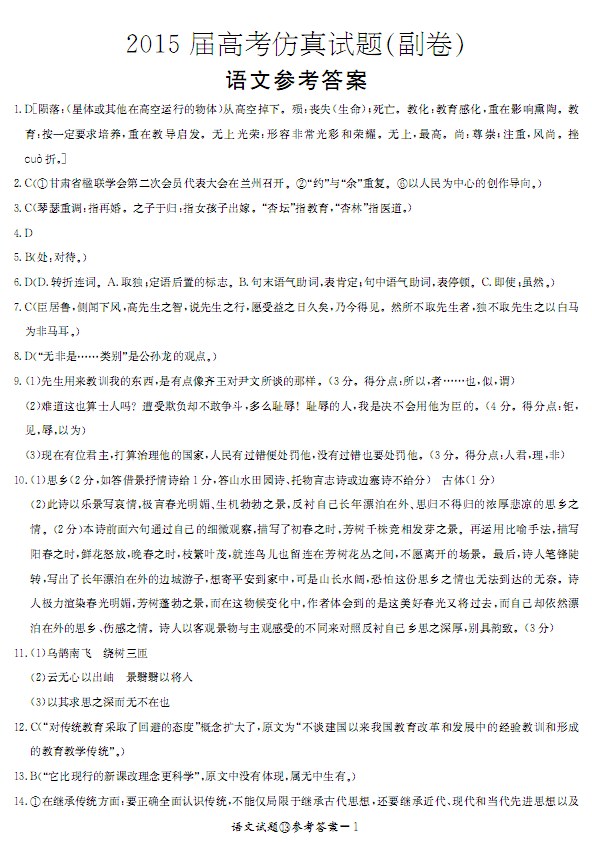 2015 届高考仿真试题(副卷)
语文参考答案
1. D[陨落:(星体或其他在高空运行的物体)从高空掉下。殒:丧失(生命);死亡。教化:教育感化,重在影响熏陶。教
育:按一定要求培养,重在教导启发。无上光荣:形容非常光彩和荣耀。无上,最高。尚:尊崇;注重,风尚。挫
cuò折。]
2. C(①甘肃省楹联学会第二次会员代表大会在兰州召开。②“约”与“余”重复。⑥以人民为中心的创作导向。)
3. C(琴瑟重调:指再婚。之子于归:指女孩子出嫁。“杏坛”指教育,“杏林”指医道。)
4. D
5. B(处:对待。)
6. D(D. 转折连词。A. 取独;定语后置的标志。B. 句末语气助词,表肯定;句中语气助词,表停顿。C. 即使;虽然。)
7. C(臣居鲁,侧闻下风,高先生之智,说先生之行,愿受益之日久矣,乃今得见。然所不取先生者,独不取先生之以白马
为非马耳。)
8. D(“无非是……类别”是公孙龙的观点。)
9. (1)先生用来教训我的东西,是有点像齐王对尹文所谈的那样。(3 分。得分点:所以,者……也,似,谓)
(2)难道这也算士人吗?遭受欺负却不敢争斗,多么耻辱!耻辱的人,我是决不会用他为臣的。(4 分。得分点:钜,
见,辱,以为)
(3)现在有位君主,打算治理他的国家,人民有过错便处罚他,没有过错也要处罚他。(3 分。得分点:人君,理,非)
10. (1)思乡(2 分,如答借景抒情诗给 1 分,答山水田园诗、托物言志诗或边塞诗不给分) 古体(1 分)
(2)此诗以乐景写哀情,极言春光明媚、生机勃勃之景,反衬自己长年漂泊在外、思归不得归的浓厚悲凉的思乡之
情。(2 分)本诗前面六句通过自己的细微观察,描写了初春之时,芳树千株竞相发芽之景。再运用比喻手法,描写
阳春之时,鲜花怒放,晚春之时,枝繁叶茂,就连鸟儿也留连在芳树花丛之间,不愿离开的场景。最后,诗人笔锋陡
转,写出了长年漂泊在外的边城游子,想寄平安到家中,可是山长水阔,恐怕这份思乡之情也无法到达的无奈。诗
人极力渲染春光明媚,芳树蓬勃之景,而在这物候变化中,作者体会到的是这美好春光又将过去,而自己却依然漂
泊在外的思乡、伤感之情。诗人以客观景物与主观感受的不同来对照反衬自己乡思之深厚,别具韵致。(3 分)
11. (1)乌鹊南飞 绕树三匝
(2)云无心以出岫 景翳翳以将入
(3)以其求思之深而无不在也
12. C(“对传统教育采取了回避的态度”概念扩大了,原文为“不谈建国以来我国教育改革和发展中的经验教训和形成
的教育教学传统”。)
13. B(“它比现行的新课改理念更科学”,原文中没有体现,属无中生有。)
14. ①在继承传统方面:要正确全面认识传统,不能仅局限于继承古代思想,还要继承近代、现代和当代先进思想以及
语文试题⑬参考答案－1